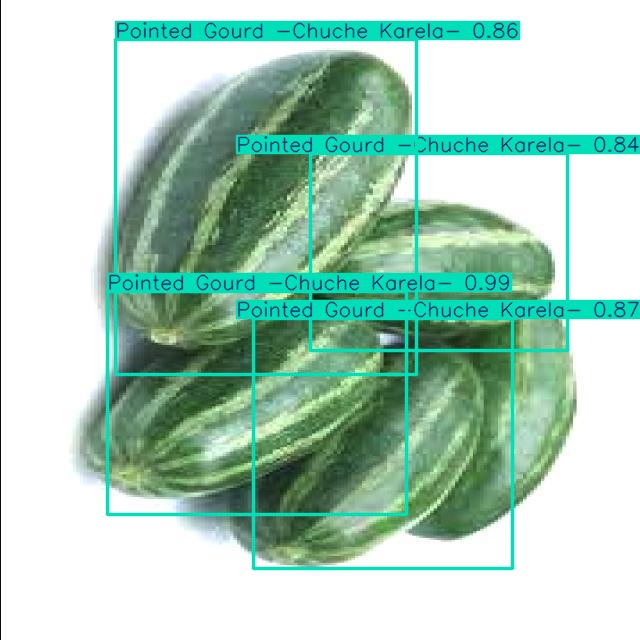 Pointed Gourd -Chuche Karela- 0.86
Pointed Gourd -Chuche Karela- 0.84
Pointed Gourd -Chuche Karela- 0.99
Pointed Gourd -Chuche Karela- 0.87